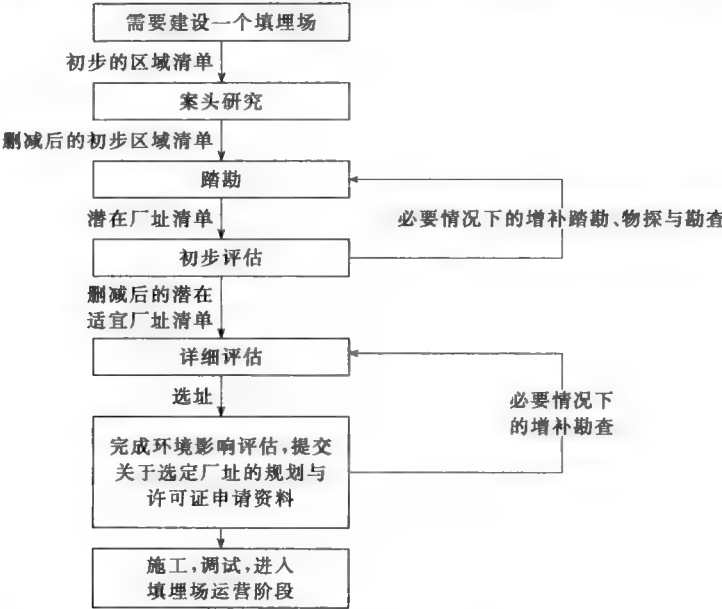 需要建设一个填埋场
初步的区域清单
案头研究
删减后的初步区域清单
踏勘
潜在厂址清单
必要情况下的增补踏勘、物探与勘查
初步评估
删减后的潜在
适宜厂址清单
详细评估
选址
必要情况下
的增补勘查
完成环境影响评估,提交
关于选定厂址的规划与
许可证申请资料
施工,调试,进入
填埋场运营阶段